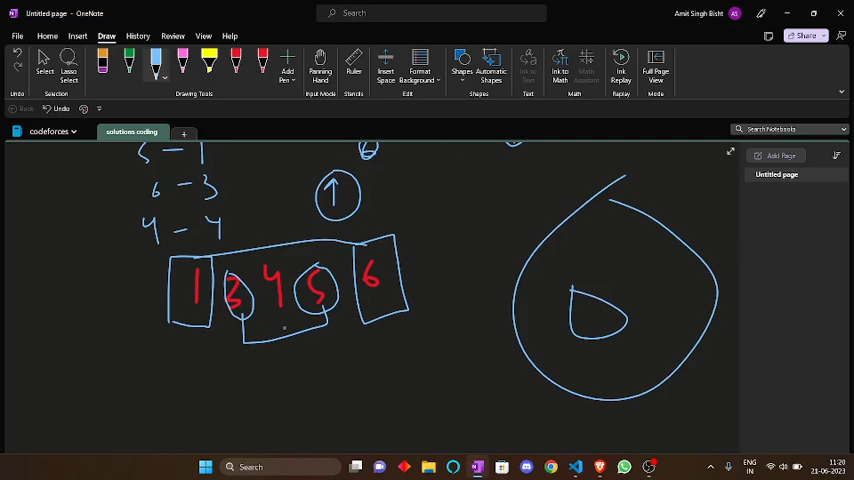 Untitled page - OneNote
Search
Amit Singh Bisht AS
File Home Insert Draw History Review View Help
Share
Undo
Select
Lasso Select
Add Pen
Panning Hand
Ruler
Insert Space
Format Background
Shapes
Automatic Shapes
Ink to Text
Ink to Math
Math Assistant
Ink Replay
Full Page View
Undo Selection Drawing Tools Input Mode Stencils Edit Shapes Convert Replay Mode
Back Undo
codeforces solutions coding + Search Notebooks
Add Page
Untitled page
5 - 1
6
6 - 3
4 - 4
1 3 4 5 6
Search
ENG IN
11:20
21-06-2023